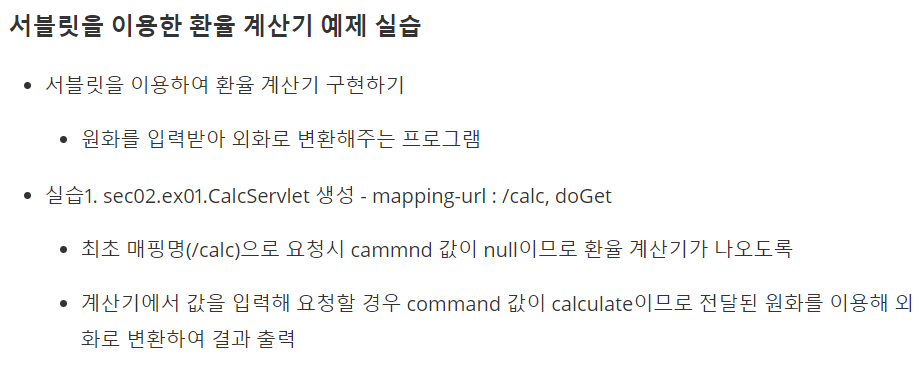 서블릿을 이용한 환율 계산기 예제 실습
서블릿을 이용하여 환율 계산기 구현하기
원화를 입력받아 외화로 변환해주는 프로그램
실습1. sec02.ex01.CalcServlet 생성 - mapping-url : /calc, doGet
최초 매핑명(/calc)으로 요청시 cammnd 값이 null이므로 환율 계산기가 나오도록
계산기에서 값을 입력해 요청할 경우 command 값이 calculate이므로 전달된 원화를 이용해 외
화로 변환하여 결과 출력